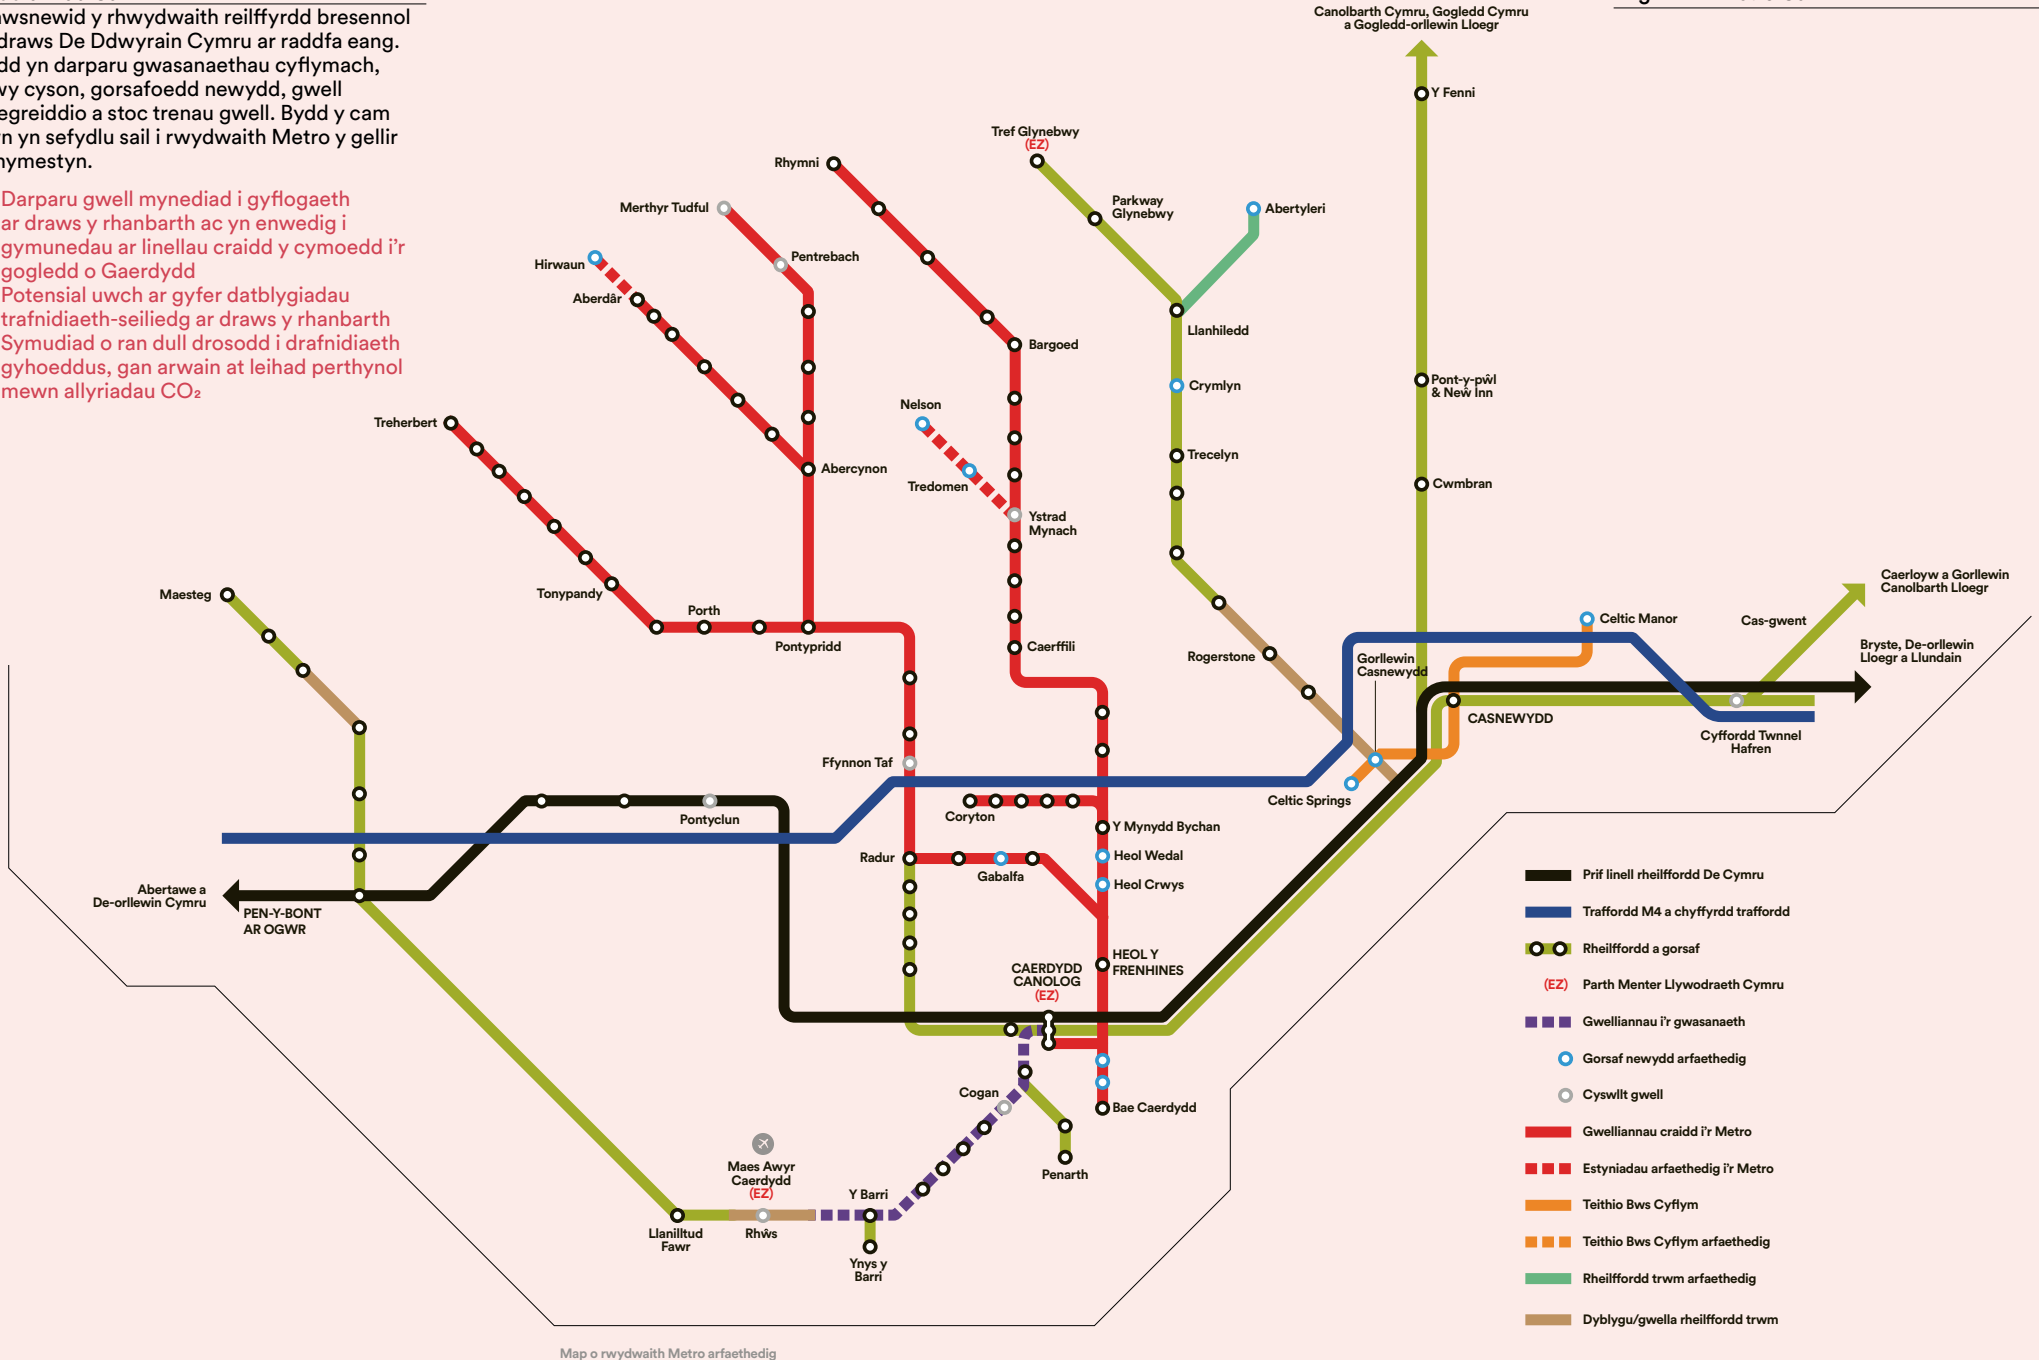 draws De Ddwyrain Cymru ar raddfa eang.
yn darparu gwasanaethau cyflymach,
cyson, gorsafoedd newydd, gwell
a stoc trenau gwell. Bydd y cam
yn sefydlu sail i rwydwaith Metro y gellir
y rhwydwaith reilffyrdd bresennol
Darparu gwell mynediad i gyflogaeth
ar draws y rhanbarth ac yn enwedig i
gymunedau ar linellau craidd y cymoedd i'r
gogledd o Gaerdydd
Potensial uwch ar gyfer datblygiadau
trafnidiaeth-seiliedg ar draws y rhanbarth
Symudiad o ran dull drosodd i drafnidiaeth
gyhoeddus, gan arwain at leihad perthynol
mewn allyriadau CO₂
Canolbarth Cymru, Gogledd Cymru
a Gogledd-orllewin Lloegr
Y Fenni
Tref Glynebwy
(EZ)
Rhymni
Parkway
Glynebwy
Merthyr Tudful
Abertyleri
Pentrebach
Hirwaun
Aberdâr
Llanhiledd
Bargoed
Crymlyn
Pont-y-pŵl
& New Inn
Nelson
Treherbert
Trecelyn
Abercynon
Tredomen
Cwmbran
Ystrad
Mynach
Maesteg
Tonypandy
Porth
Pontypridd
Caerffili
Rogerstone
Gorllewin
Casnewydd
Celtic Manor
Cas-gwent
Caerloyw a Gorllewin
Canolbarth Lloegr
Bryste, De-orllewin
Lloegr a Llundain
CASNEWYDD
Cyffordd Twnnel
Hafren
Ffynnon Taf
Celtic Springs
Pontyclun
Coryton
Y Mynydd Bychan
Radur
Gabalfa
Heol Wedal
Heol Crwys
Abertawe a
De-orllewin Cymru
PEN-Y-BONT
AR OGWR
HEOL Y
FRENHINES
CAERDYDD
CANOLOG
(EZ)
Cogan
Bae Caerdydd
Penarth
Maes Awyr
Caerdydd
(EZ)
Y Barri
Llanilltud
Fawr
Rhŵs
Ynys y
Barri
Prif linell rheilffordd De Cymru
Traffordd M4 a chyffyrdd traffordd
Rheilffordd a gorsaf
(EZ) Parth Menter Llywodraeth Cymru
Gwelliannau i'r gwasanaeth
Gorsaf newydd arfaethedig
Cyswllt gwell
Gwelliannau craidd i'r Metro
Estyniadau arfaethedig i'r Metro
Teithio Bws Cyflym
Teithio Bws Cyflym arfaethedig
Rheilffordd trwm arfaethedig
Dyblygu/gwella rheilffordd trwm
Map o rwydwaith Metro arfaethedig